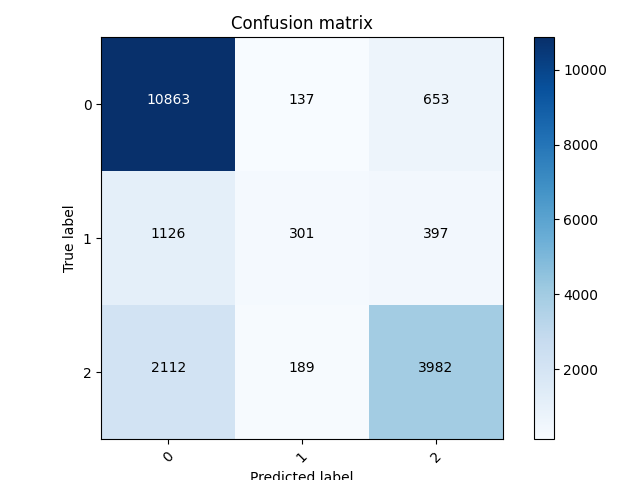 Confusion matrix
0 10863 137 653
1 1126 301 397
2 2112 189 3982
0 1 2
True label
Predicted label
10000
8000
6000
4000
2000